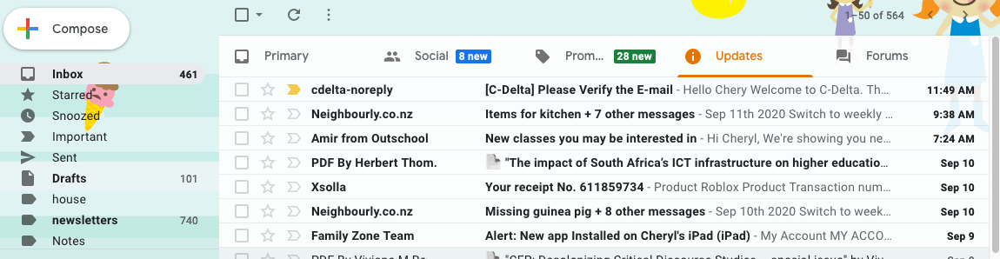 1–50 of 564
Compose
Primary Social 8 new Prom... 28 new Updates Forums
Inbox 461
Starred
Snoozed
Important
Sent
Drafts 101
house
newsletters 740
Notes
cdelta-noreply [C-Delta] Please Verify the E-mail - Hello Chery Welcome to C-Delta. Th... 11:49 AM
Neighbourly.co.nz Items for kitchen + 7 other messages - Sep 11th 2020 Switch to weekly ... 9:38 AM
Amir from Outschool New classes you may be interested in - Hi Cheryl, We're showing you ne... 7:24 AM
PDF By Herbert Thom. "The impact of South Africa's ICT infrastructure on higher educatio... Sep 10
Xsolla Your receipt No. 611859734 - Product Roblox Product Transaction num... Sep 10
Neighbourly.co.nz Missing guinea pig + 8 other messages - Sep 10th 2020 Switch to week... Sep 10
Family Zone Team Alert: New app Installed on Cheryl's iPad (iPad) - My Account MY ACCO... Sep 9